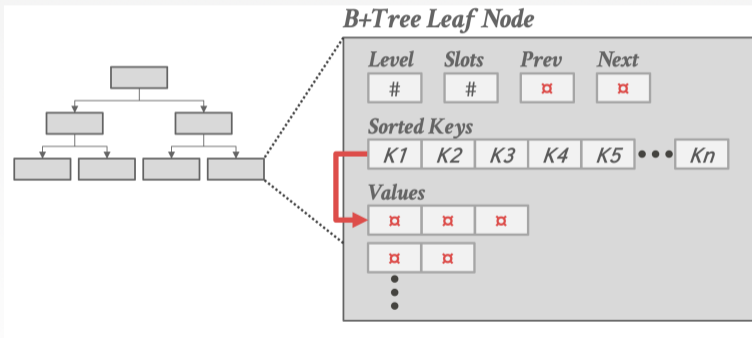 B+Tree Leaf Node
Level Slots Prev Next
# # ¤ ¤
Sorted Keys
K1 K2 K3 K4 K5 ••• Kn
Values
¤ ¤ ¤
¤ ¤